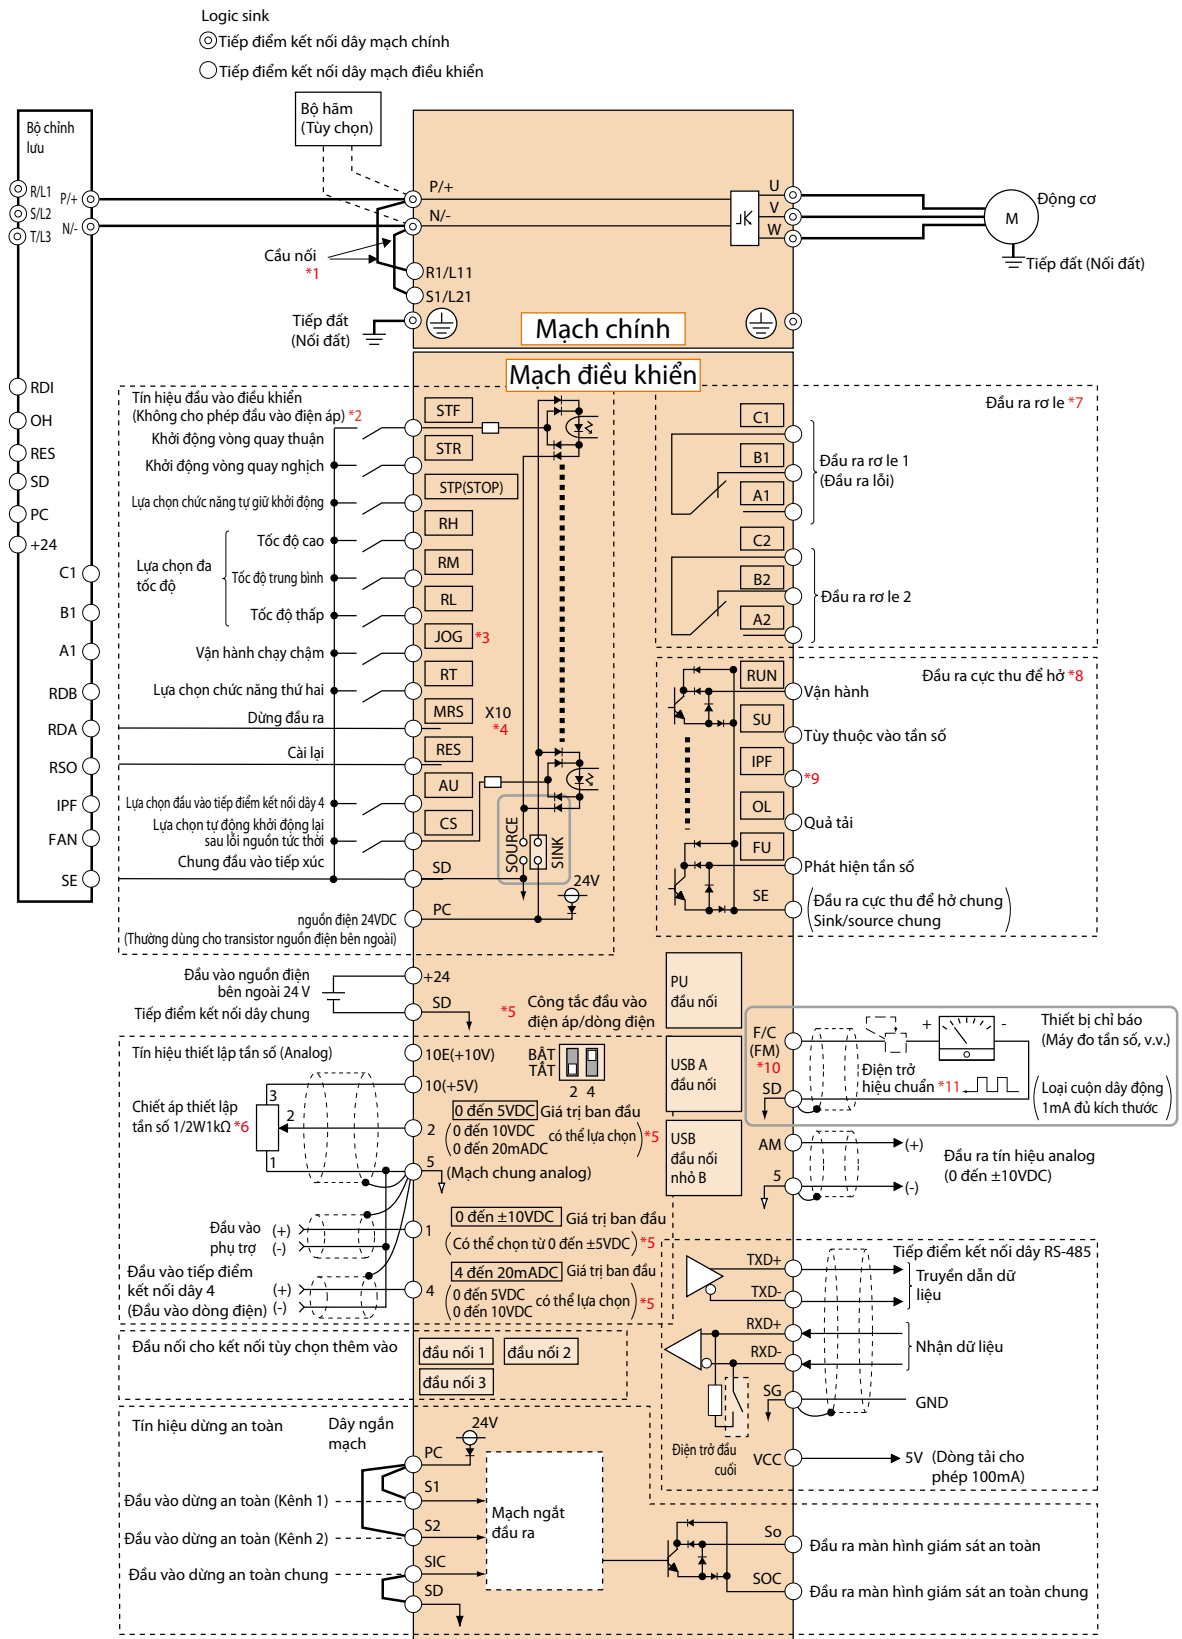 Logic sink
Tiếp điểm kết nối dây mạch chính
Tiếp điểm kết nối dây mạch điều khiển
Bộ chỉnh
lưu
R/L1
S/L2
T/L3
P/+
N/-
Bộ hãm
(Tùy chọn)
P/+
N/-
R1/L11
S1/L21
Cầu nối
*1
Tiếp đất
(Nối đất)
U
V
W
M
Động cơ
Tiếp đất (Nối đất)
Mạch chính
Mạch điều khiển
RDI
OH
RES
SD
PC
+24
C1
B1
A1
RDB
RDA
RSO
IPF
FAN
SE
Tín hiệu đầu vào điều khiển
(Không cho phép đầu vào điện áp) *2
Khởi động vòng quay thuận
STF
Khởi động vòng quay nghịch
STR
Lựa chọn chức năng tự giữ khởi động
STP(STOP)
Lựa chọn đa
tốc độ
Tốc độ cao
RH
Tốc độ trung bình
RM
Tốc độ thấp
RL
Vận hành chạy chậm
JOG *3
Lựa chọn chức năng thứ hai
RT
Dừng đầu ra
MRS X10
*4
Cài lại
RES
Lựa chọn đầu vào tiếp điểm kết nối dây 4
AU
Lựa chọn tự động khởi động lại
sau lỗi nguồn tức thời
CS
Chung đầu vào tiếp xúc
SD
SOURCE
SINK
24V
nguồn điện 24VDC
(Thường dùng cho transistor nguồn điện bên ngoài)
PC
Đầu ra rơ le *7
C1
B1
A1
Đầu ra rơ le 1
(Đầu ra lỗi)
C2
B2
A2
Đầu ra rơ le 2
Đầu ra cực thu để hở *8
RUN
Vận hành
SU
Tùy thuộc vào tần số
IPF
*9
OL
Quả tải
FU
Phát hiện tần số
SE
(Đầu ra cực thu để hở chung
Sink/source chung)
Đầu vào nguồn điện
bên ngoài 24 V
+24
Tiếp điểm kết nối dây chung
SD
*5 Công tắc đầu vào
điện áp/dòng điện
PU
đầu nối
USB A
đầu nối
USB
đầu nối
nhỏ B
Tín hiệu thiết lập tần số (Analog)
10E(+10V)
BẬT
TẮT
2 4
10(+5V)
Chiết áp thiết lập
tần số 1/2W1kΩ *6
3
2
1
2
0 đến 5VDC Giá trị ban đầu
(0 đến 10VDC
0 đến 20mADC có thể lựa chọn) *5
5
(Mạch chung analog)
Đầu vào
phụ trợ
(+)
(-)
1
0 đến ±10VDC Giá trị ban đầu
(Có thể chọn từ 0 đến ±5VDC) *5
Đầu vào tiếp điểm
kết nối dây 4
(Đầu vào dòng điện)
(+)
(-)
4
4 đến 20mADC Giá trị ban đầu
(0 đến 5VDC
0 đến 10VDC có thể lựa chọn) *5
F/C
(FM)
*10
SD
+
-
Thiết bị chỉ báo
(Máy đo tần số, v.v.)
Điện trở
hiệu chuẩn *11
(Loại cuộn dây động
1mA đủ kích thước)
AM
(+)
5
(-)
Đầu ra tín hiệu analog
(0 đến ±10VDC)
Tiếp điểm kết nối dây RS-485
TXD+
TXD-
Truyền dẫn dữ
liệu
RXD+
RXD-
Nhận dữ liệu
SG
GND
Điện trở đầu
cuối
VCC
5V (Dòng tải cho
phép 100mA)
Đầu nối cho kết nối tùy chọn thêm vào
đầu nối 1
đầu nối 2
đầu nối 3
Tín hiệu dừng an toàn
Dây ngắn
mạch
24V
PC
Đầu vào dừng an toàn (Kênh 1)
S1
Đầu vào dừng an toàn (Kênh 2)
S2
Đầu vào dừng an toàn chung
SIC
SD
Mạch ngắt
đầu ra
So
Đầu ra màn hình giám sát an toàn
SOC
Đầu ra màn hình giám sát an toàn chung